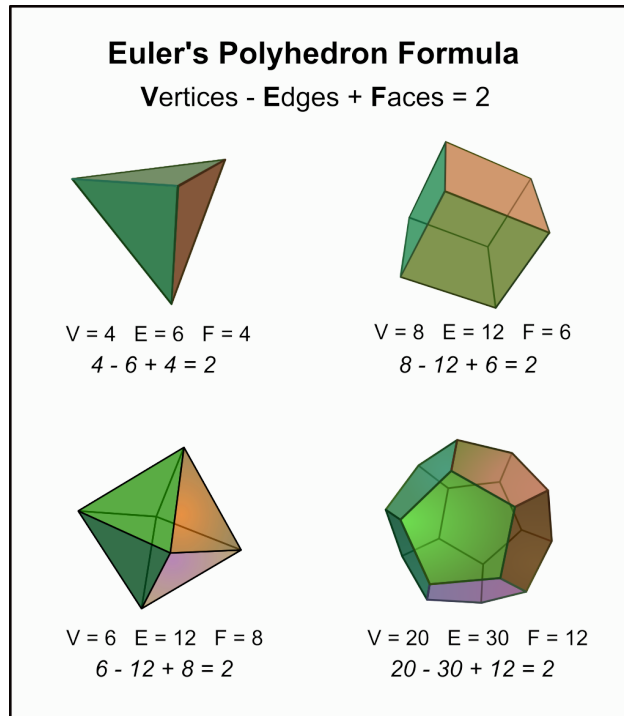 Euler's Polyhedron Formula
Vertices - Edges + Faces = 2
V = 4 E = 6 F = 4
4 - 6 + 4 = 2
V = 8 E = 12 F = 6
8 - 12 + 6 = 2
V = 6 E = 12 F = 8
6 - 12 + 8 = 2
V = 20 E = 30 F = 12
20 - 30 + 12 = 2